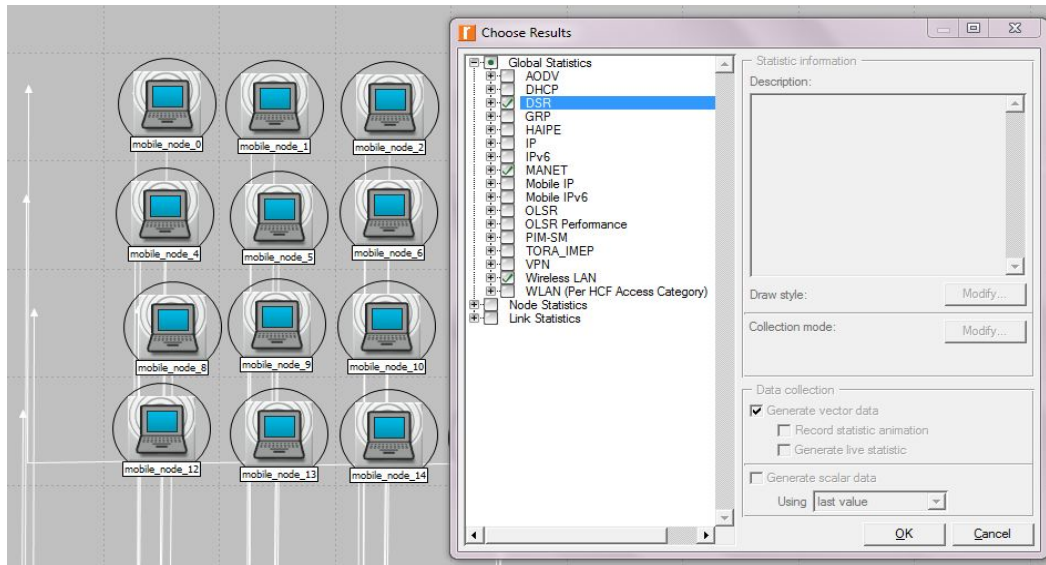 mobile_node_0
mobile_node_1
mobile_node_2
mobile_node_4
mobile_node_5
mobile_node_6
mobile_node_8
mobile_node_9
mobile_node_10
mobile_node_12
mobile_node_13
mobile_node_14
Choose Results
Global Statistics
AODV
DHCP
DSR
GRP
HAIPE
IP
IPv6
MANET
Mobile IP
Mobile IPv6
OLSR
OLSR Performance
PIM-SM
TORA_IMEP
VPN
Wireless LAN
WLAN (Per HCF Access Category)
Node Statistics
Link Statistics
Statistic information
Description:
Draw style:
Modify...
Collection mode:
Modify...
Data collection
Generate vector data
Record statistic animation
Generate live statistic
Generate scalar data
Using last value
OK
Cancel